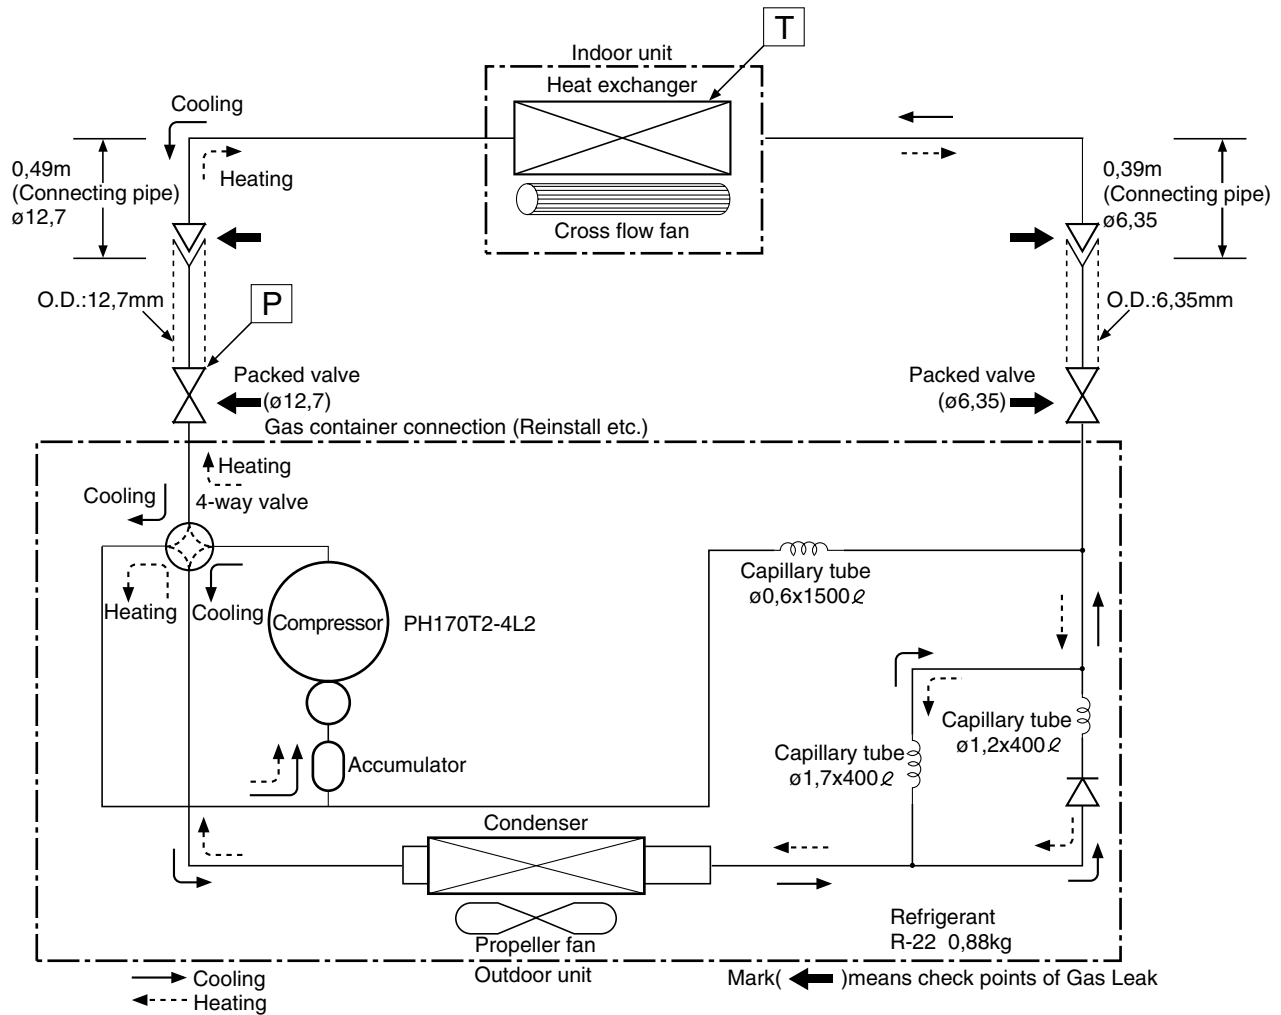 T
Indoor unit
Heat exchanger
Cooling
Heating
0,49m
(Connecting pipe)
ø12,7
0,39m
(Connecting pipe)
ø6,35
Cross flow fan
O.D.:12,7mm
P
O.D.:6,35mm
Packed valve
(ø12,7)
Packed valve
(ø6,35)
Gas container connection (Reinstall etc.)
Heating
Cooling
4-way valve
Heating
Cooling
Compressor
PH170T2-4L2
Capillary tube
ø0,6x1500ℓ
Capillary tube
ø1,2x400ℓ
Capillary tube
ø1,7x400ℓ
Accumulator
Condenser
Propeller fan
Refrigerant
R-22 0,88kg
Outdoor unit
Cooling
Heating
Mark( )means check points of Gas Leak